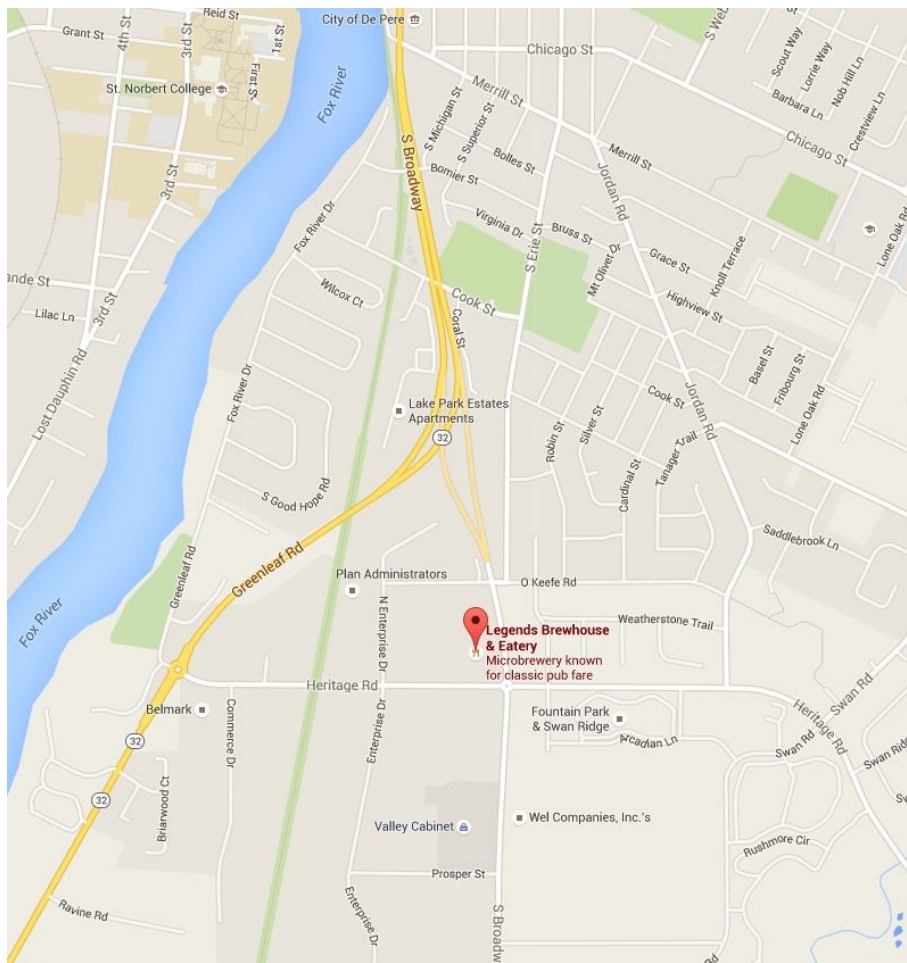 City of De Pere
Reid St
Grant St
4th St
3rd St
1st St
First St
St. Norbert College
Fox River
Fox River
S Broadway
Chicago St
S Web
Scout Way
Lorrie Way
Nob Hill Ln
Barbara Ln
Crestview Ln
Chicago St
Merrill St
S Michigan St
S Superior St
Bolles St
Merrill St
Bomier St
Jordan Rd
3rd St
Fox River Dr
Virginia Dr
Bruss St
S Erie St
Mt Olivet Dr
Grace St
Knoll Terrace
Lone Oak Rd
ande St
Wilcox Ct
Cook St
Highview St
Lilac Ln
3rd St
Coral St
Lost Dauphin Rd
Basel St
Fribourg St
Fox River Dr
Lake Park Estates
Apartments
Cook St
Jordan Rd
Lone Oak Rd
32
Robin St
Silver St
Cardinal St
Tanager Trail
S Good Hope Rd
Saddlebrook Ln
Greenleaf Rd
Greenleaf Rd
Plan Administrators
O Keefe Rd
Fox River
N Enterprise Dr
Weatherstone Trail
Legends Brewhouse
& Eatery
Microbrewery known
for classic pub fare
Heritage Rd
Swan Rd
Heritage Rd
Belmark
Commerce Dr
Enterprise Dr
Fountain Park
& Swan Ridge
Arcadian Ln
Swan Rd
Swan Ridge
32
Sw
32
Briarwood Ct
Valley Cabinet
Wel Companies, Inc.'s
Rushmore Cir
Prosper St
Ravine Rd
Enterprise Dr
S Broadw
Rd